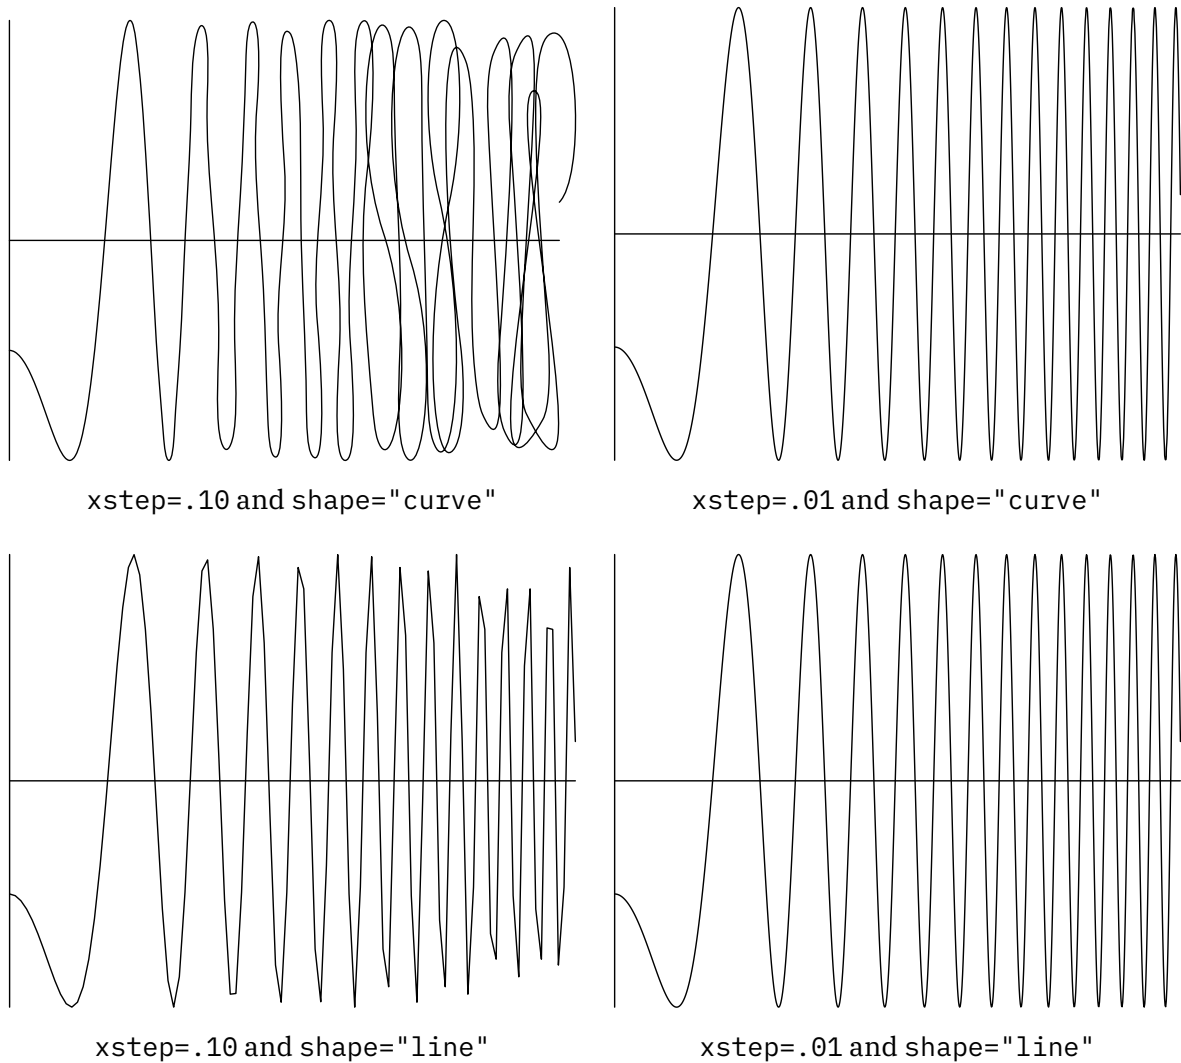 xstep=.10 and shape="curve"
xstep=.01 and shape="curve"
xstep=.10 and shape="line"
xstep=.01 and shape="line"